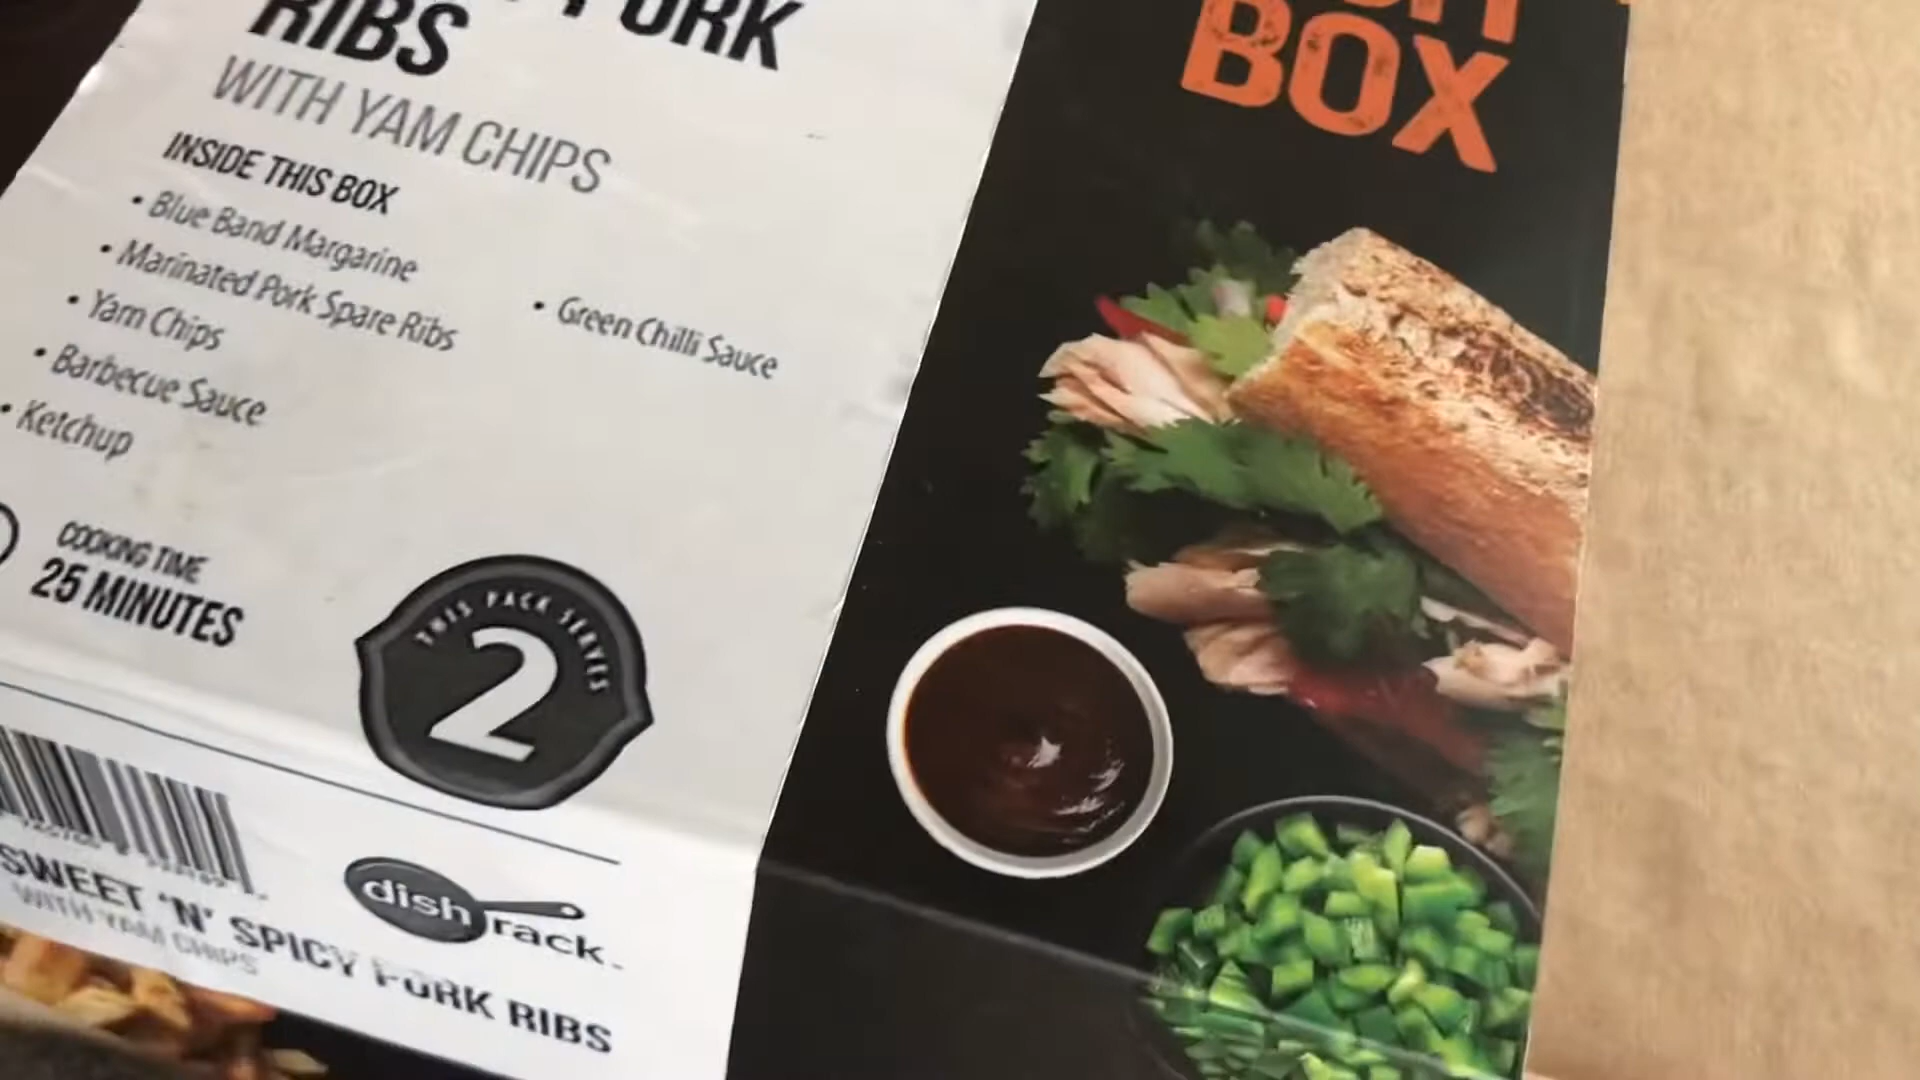 PORK
RIBS
WITH YAM CHIPS
INSIDE THIS BOX
• Blue Band Margarine
• Marinated Pork Spare Ribs
• Yam Chips
• Barbecue Sauce
• Ketchup
• Green Chilli Sauce
COOKING TIME
25 MINUTES
THIS PACK SERVES
2
dish rack
SWEET 'N' SPICY PORK RIBS
WITH YAM CHIPS
BOX